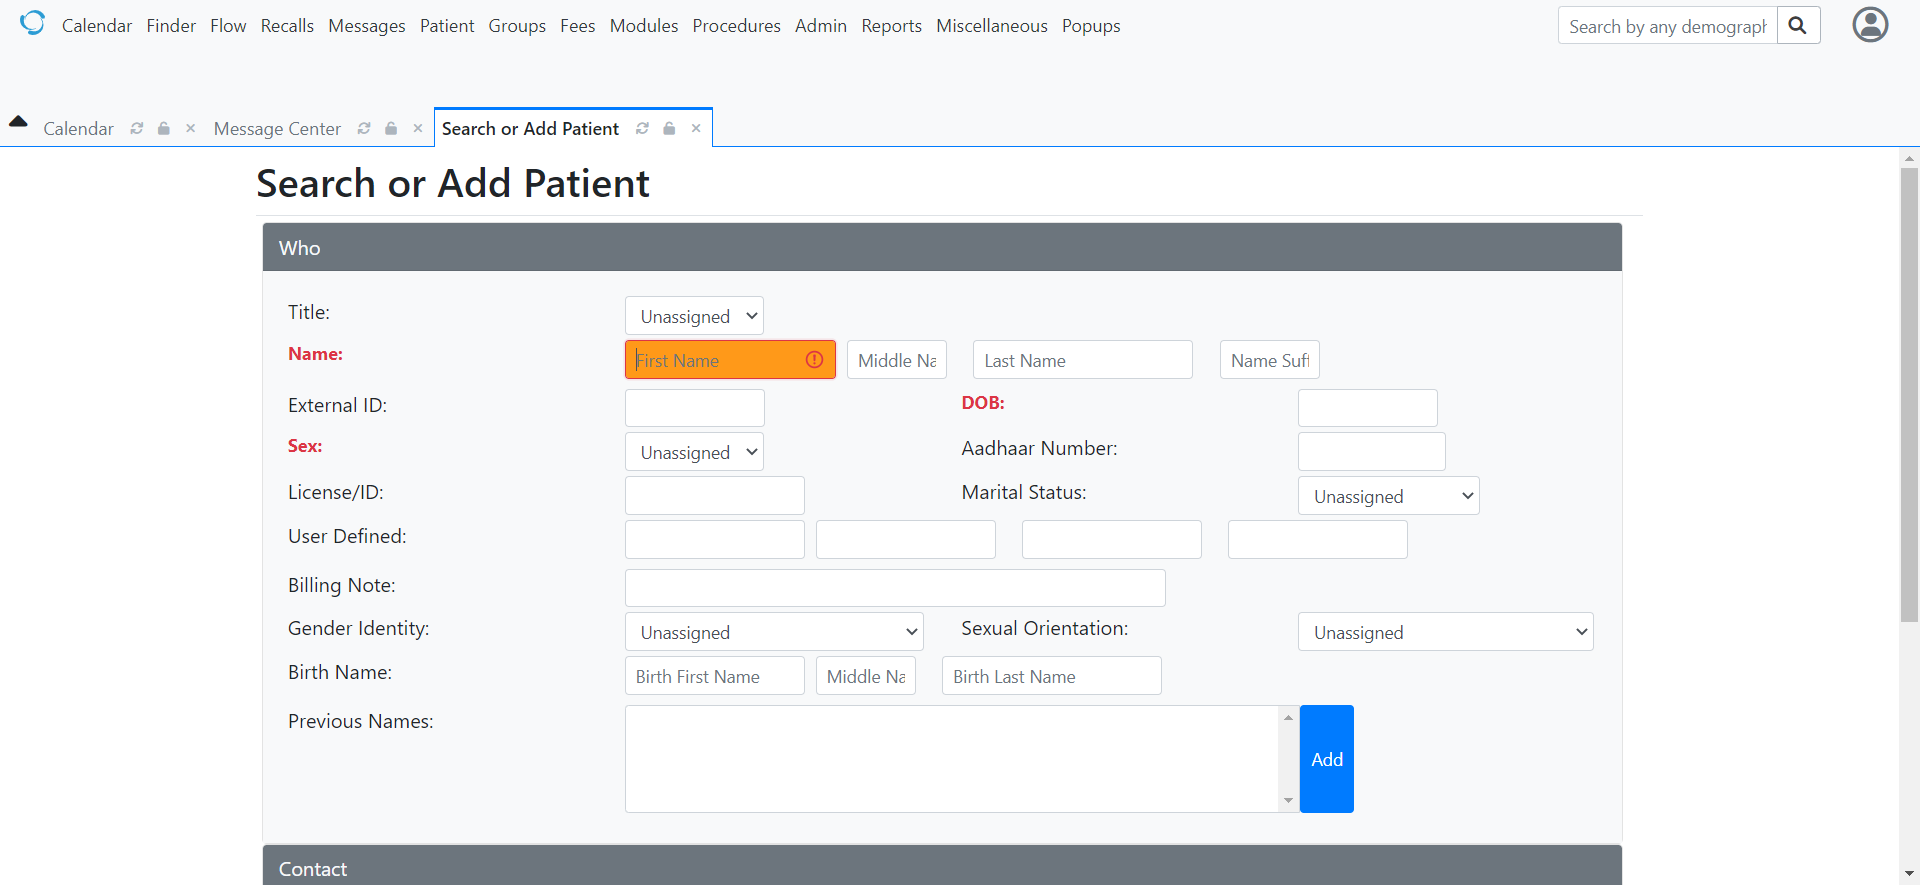 Calendar Finder Flow Recalls Messages Patient Groups Fees Modules Procedures Admin Reports Miscellaneous Popups Search by any demograph
Calendar Message Center Search or Add Patient
Search or Add Patient
Who
Title: Unassigned
Name: First Name Middle Na Last Name Name Suff
External ID: DOB:
Sex: Unassigned Aadhaar Number:
License/ID: Marital Status: Unassigned
User Defined:
Billing Note:
Gender Identity: Unassigned Sexual Orientation: Unassigned
Birth Name: Birth First Name Middle Na Birth Last Name
Previous Names: Add
Contact